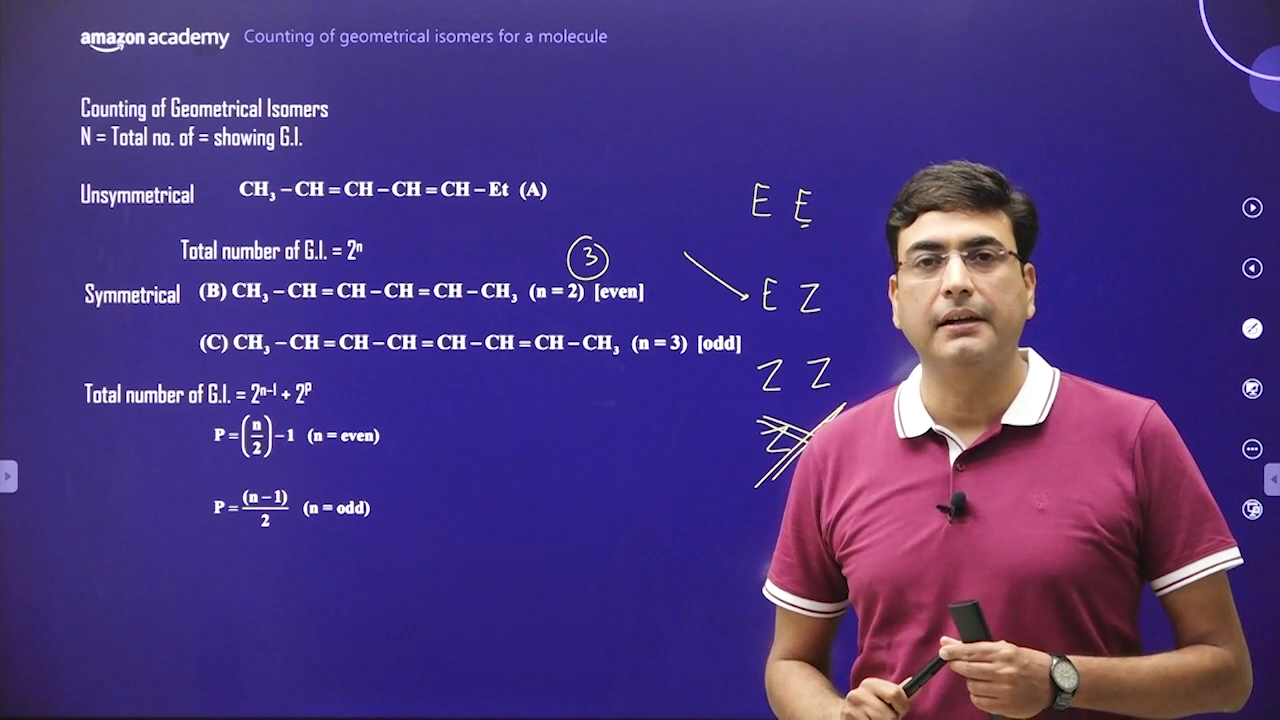 amazon academy Counting of geometrical isomers for a molecule
Counting of Geometrical Isomers
N = Total no. of = showing G.I.
Unsymmetrical CH₃ – CH = CH – CH = CH – Et (A)
Total number of G.I. = 2ⁿ
3
Symmetrical (B) CH₃ – CH = CH – CH = CH – CH₃ (n = 2) [even]
(C) CH₃ – CH = CH – CH = CH – CH = CH – CH₃ (n = 3) [odd]
Total number of G.I. = 2ⁿ⁻¹ + 2ᵖ
P = (n/2) – 1 (n = even)
P = (n – 1)/2 (n = odd)
E E
E Z
Z Z